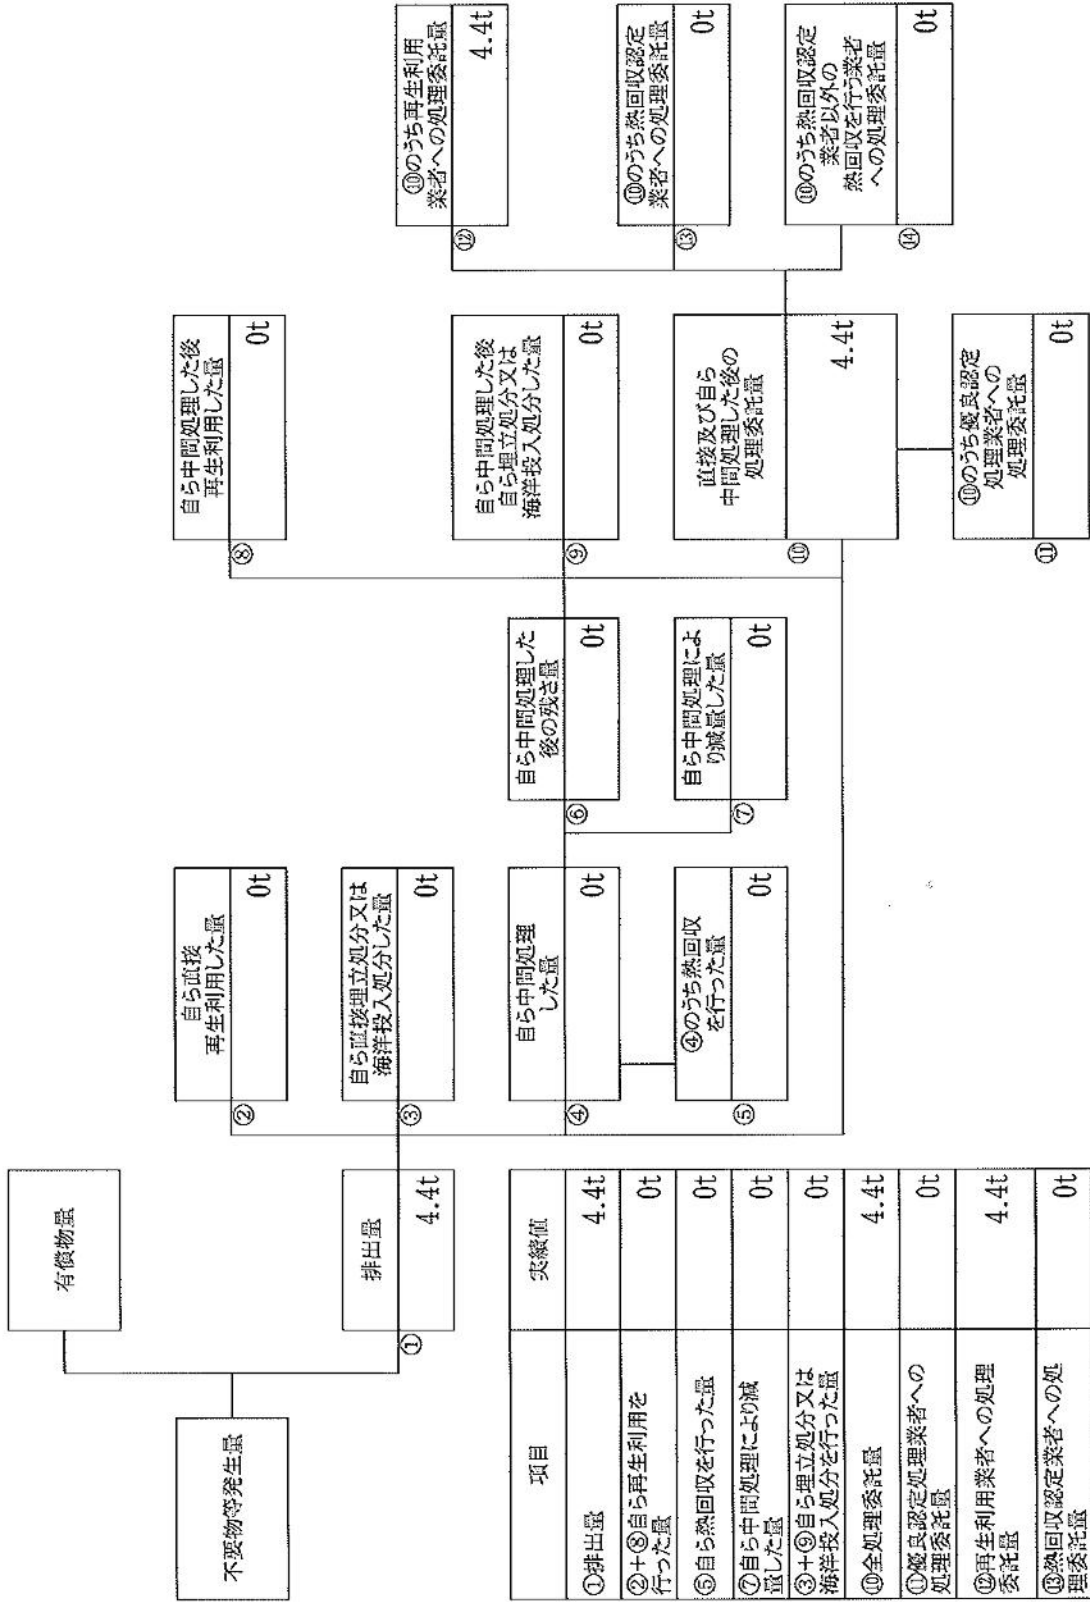 不要物等発生量
有償物量
排出量
①
4.4t
自ら直接
再生利用した量
②
0t
自ら直接埋立処分又は
海洋投入処分した量
③
0t
自ら中間処理
した量
④
0t
④のうち熱回収
を行った量
⑤
0t
自ら中間処理した
後の残さ量
⑥
0t
自ら中間処理によ
り減量した量
⑦
0t
自ら中間処理した後
再生利用した量
⑧
0t
自ら中間処理した後
自ら埋立処分又は
海洋投入処分した量
⑨
0t
直接及び自ら
中間処理した後の
処理委託量
⑩
4.4t
⑩のうち優良認定
処理業者への
処理委託量
⑪
0t
⑩のうち再生利用
業者への処理委託量
⑫
4.4t
⑩のうち熱回収認定
業者への処理委託量
⑬
0t
⑩のうち熱回収認定
業者以外の
熱回収を行う業者
への処理委託量
⑭
0t
項目 実績値
①排出量 4.4t
②+⑧自ら再生利用を
行った量 0t
⑤自ら熱回収を行った量 0t
⑦自ら中間処理により減
量した量 0t
③+⑨自ら埋立処分又は
海洋投入処分を行った量 0t
⑩全処理委託量 4.4t
⑪優良認定処理業者への
処理委託量 0t
⑫再生利用業者への処理
委託量 4.4t
⑬熱回収認定業者への処
理委託量 0t